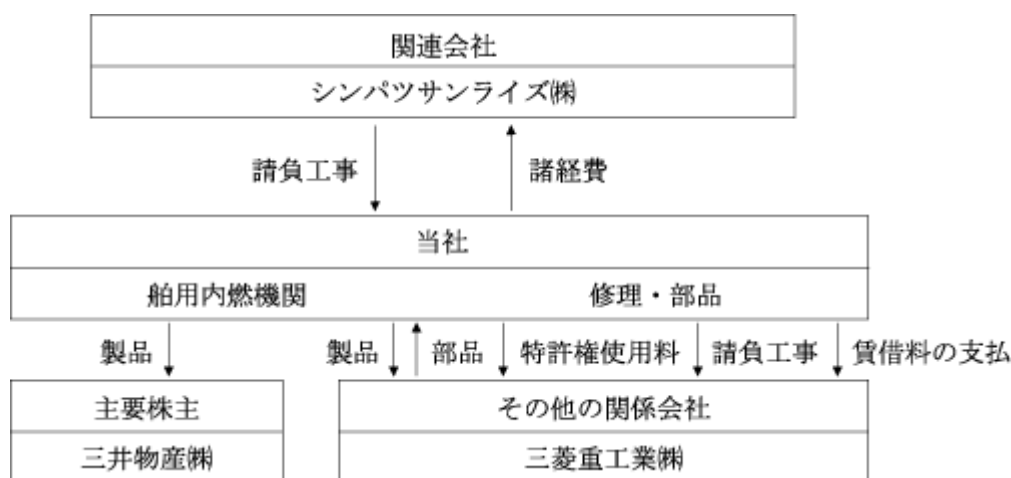 関連会社
シンパツサンライズ㈱
請負工事 諸経費
当社
舶用内燃機関 修理・部品
製品 製品 部品 特許権使用料 請負工事 賃借料の支払
主要株主 その他の関係会社
三井物産㈱ 三菱重工業㈱